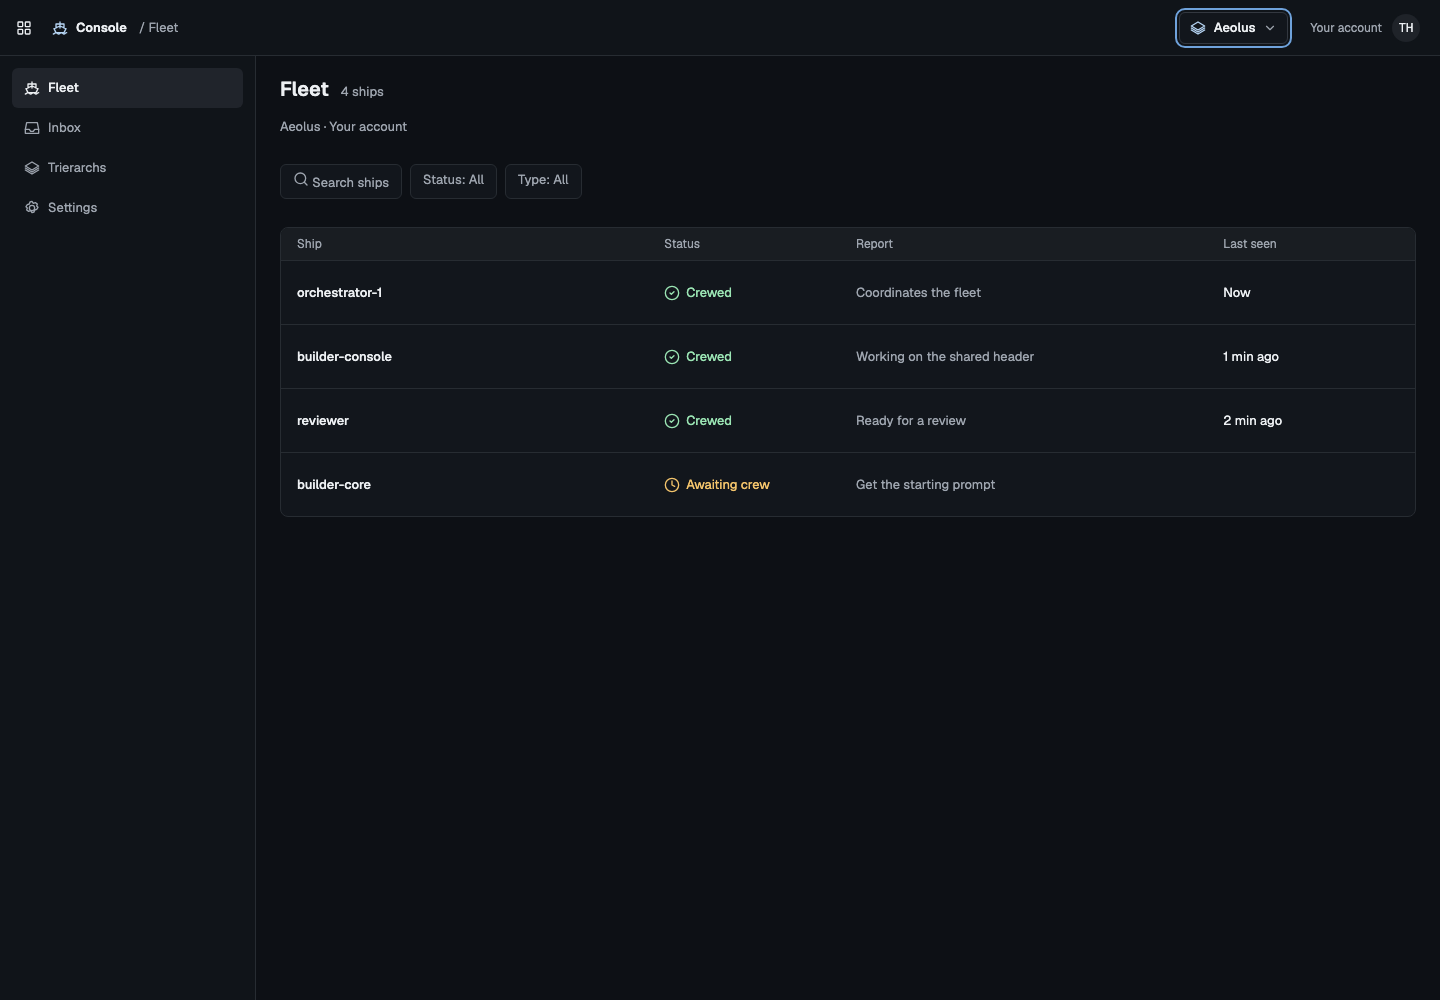 Console / Fleet
Aeolus
Your account
TH
Fleet
Inbox
Trierarchs
Settings
Fleet 4 ships
Aeolus · Your account
Search ships
Status: All
Type: All
Ship Status Report Last seen
orchestrator-1 Crewed Coordinates the fleet Now
builder-console Crewed Working on the shared header 1 min ago
reviewer Crewed Ready for a review 2 min ago
builder-core Awaiting crew Get the starting prompt